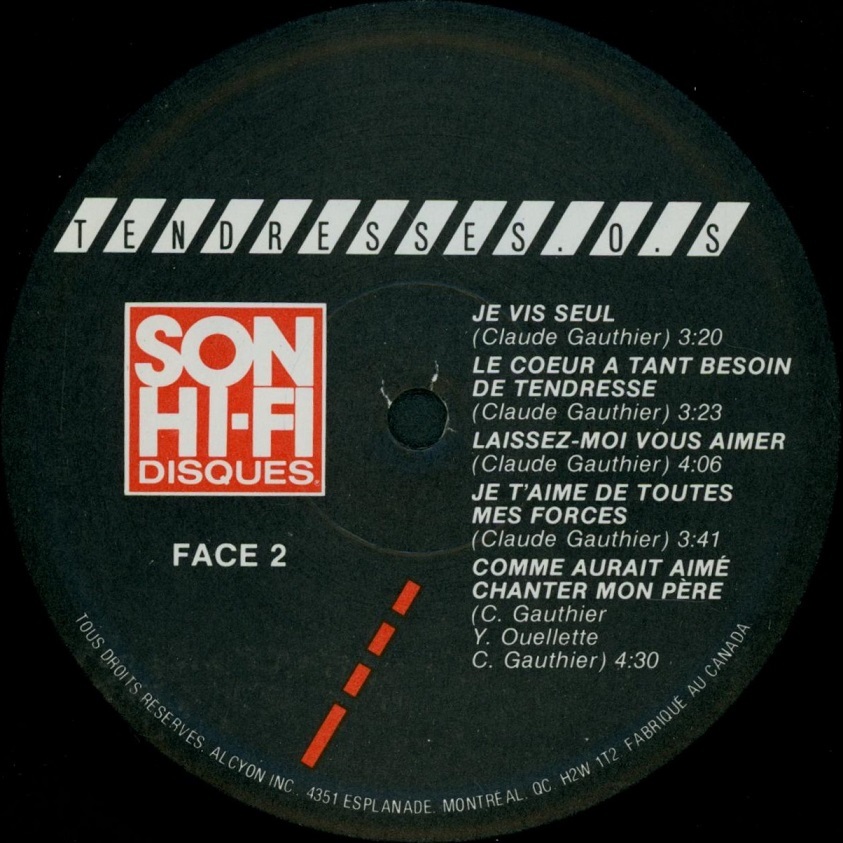 TENDRESSES.O.S
SON
HI-FI
DISQUES
FACE 2
JE VIS SEUL
(Claude Gauthier) 3:20
LE COEUR A TANT BESOIN
DE TENDRESSE
(Claude Gauthier) 3:23
LAISSEZ-MOI VOUS AIMER
(Claude Gauthier) 4:06
JE T'AIME DE TOUTES
MES FORCES
(Claude Gauthier) 3:41
COMME AURAIT AIMÉ
CHANTER MON PÈRE
(C. Gauthier
Y. Ouellette
C. Gauthier) 4:30
TOUS DROITS RÉSERVÉS. ALCYON INC. 4351 ESPLANADE. MONTRÉAL. QC H2W 1T2 FABRIQUÉ AU CANADA